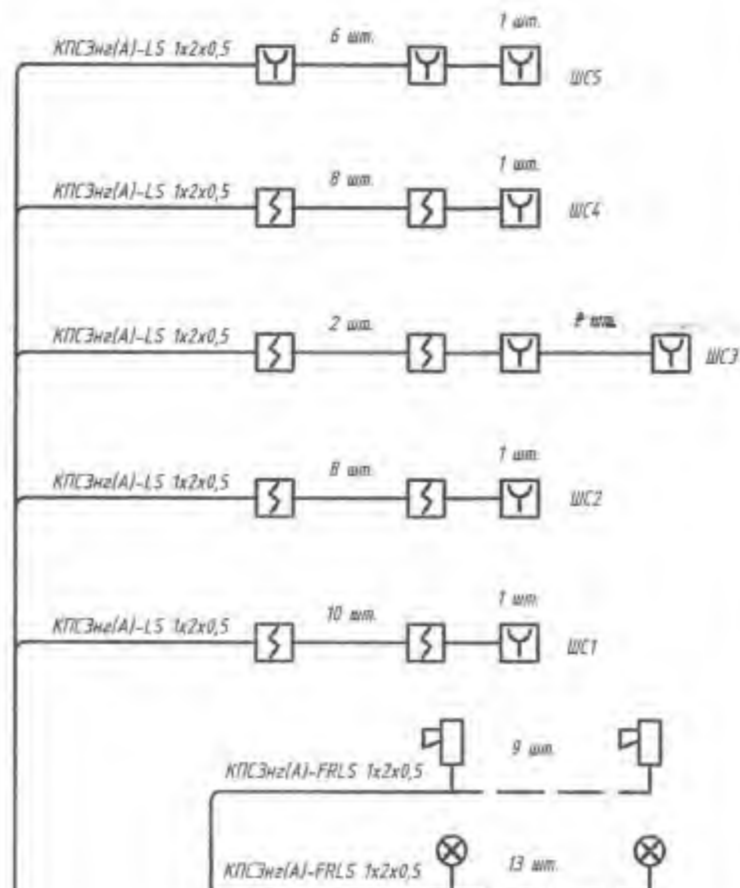 6 шт.
1 шт.
КПСЭнг(А)-LS 1х2х0,5
ШС5
8 шт.
1 шт.
КПСЭнг(А)-LS 1х2х0,5
ШС4
2 шт.
шт.
КПСЭнг(А)-LS 1х2х0,5
ШС3
8 шт.
1 шт.
КПСЭнг(А)-LS 1х2х0,5
ШС2
10 шт.
1 шт.
КПСЭнг(А)-LS 1х2х0,5
ШС1
9 шт.
КПСЭнг(А)-FRLS 1х2х0,5
13 шт.
КПСЭнг(А)-FRLS 1х2х0,5